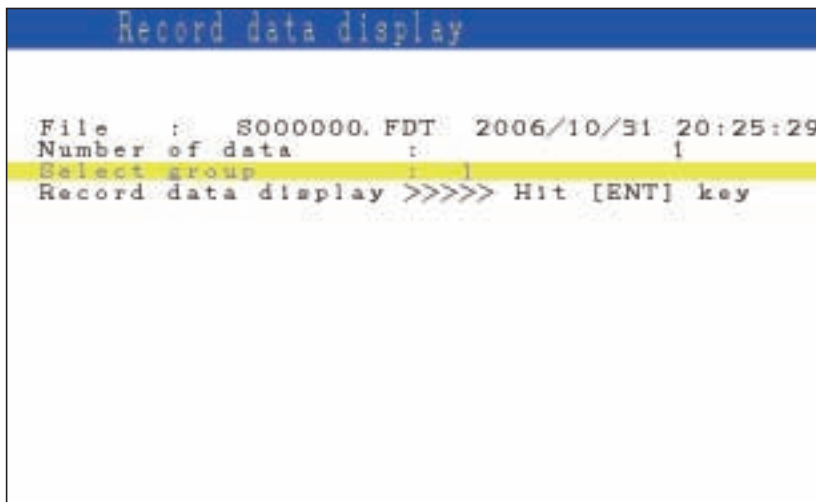 Record data display
File : S000000.FDT 2006/10/31 20:25:29
Number of data : 1
Select group : 1
Record data display >>>>> Hit [ENT] key